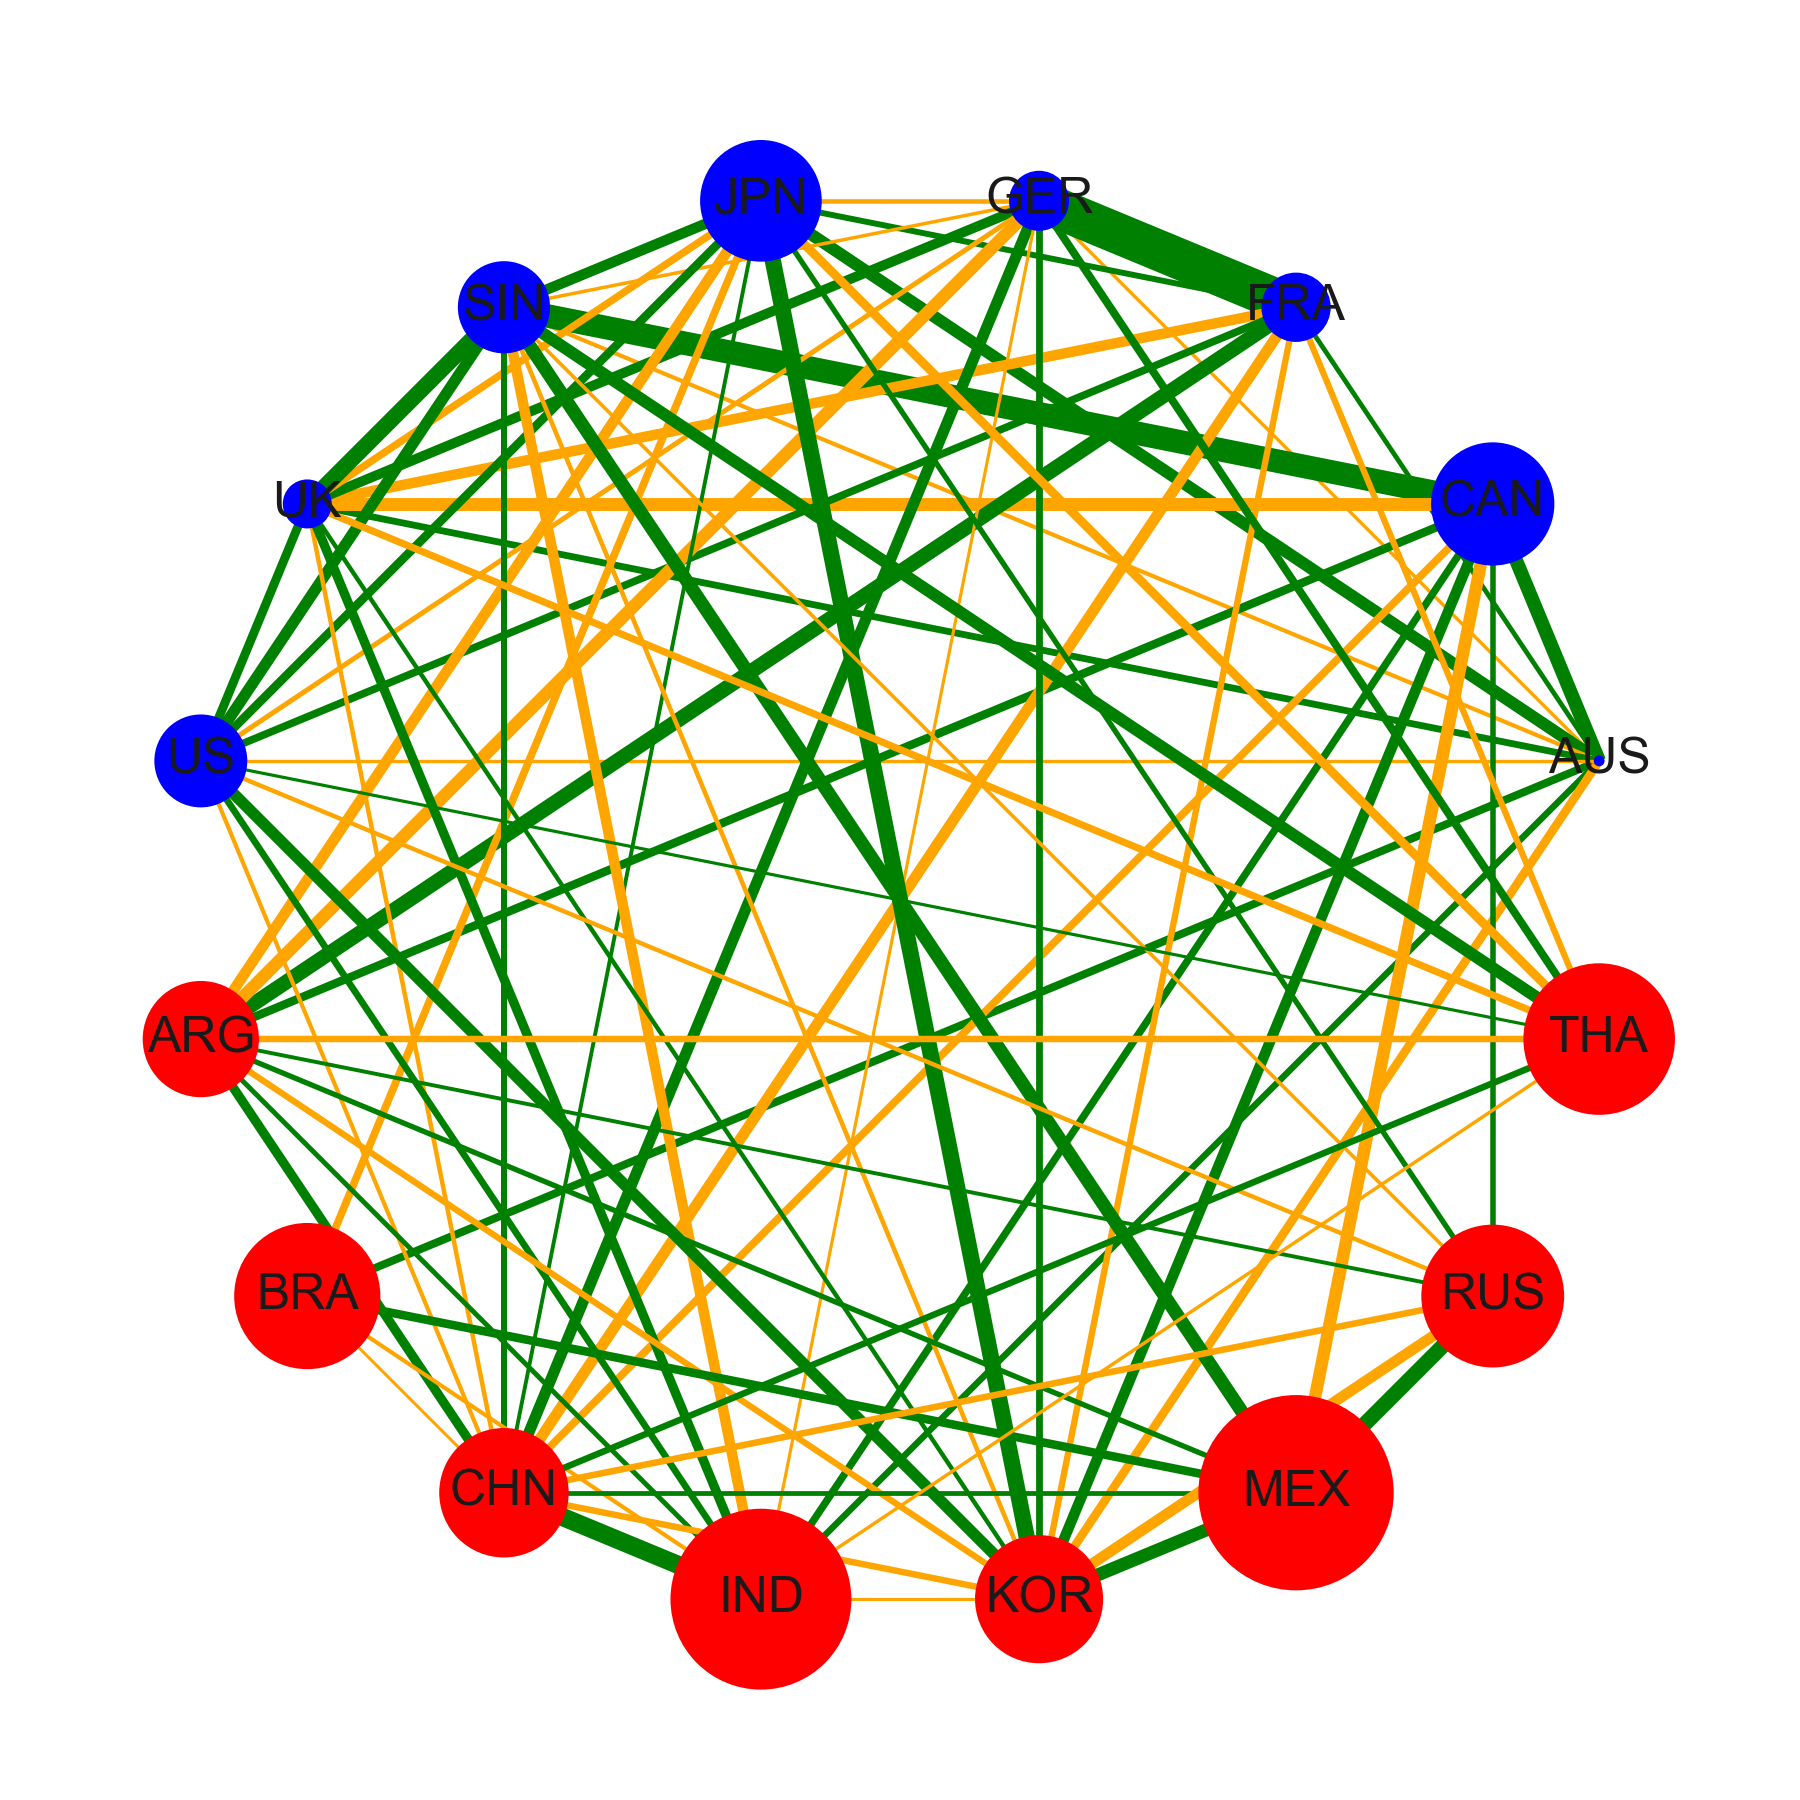 JPN
GER
SIN
FRA
UK
CAN
US
AUS
ARG
THA
BRA
RUS
CHN
MEX
IND
KOR